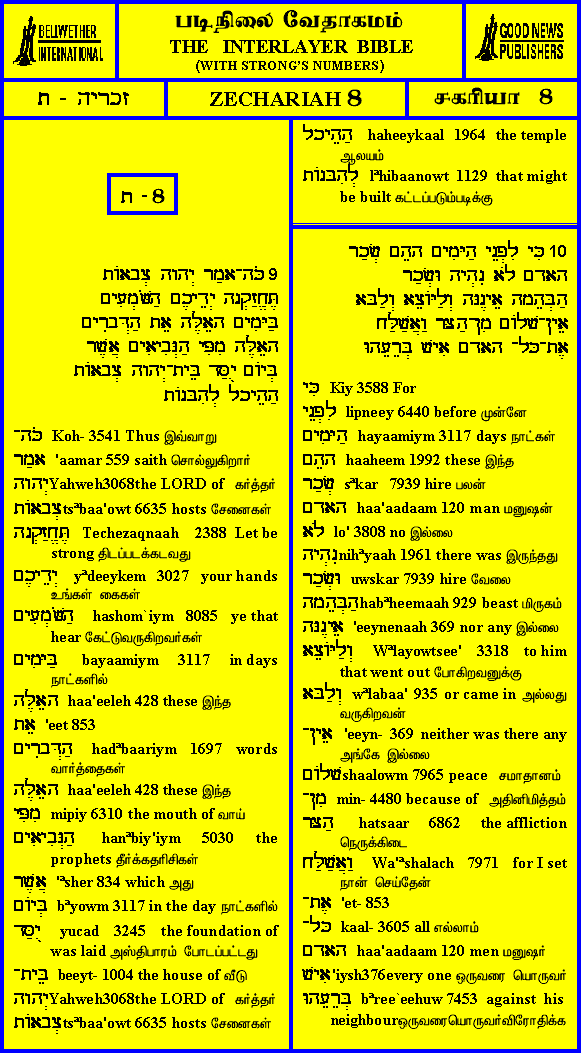 BELLWETHER
INTERNATIONAL
படிநிலை வேதாகமம்
THE INTERLAYER BIBLE
(WITH STRONG'S NUMBERS)
GOOD NEWS
PUBLISHERS
זכריה - ח
ZECHARIAH 8
சகரியா 8
ח - 8
9 כֹּה־אָמַר יְהוָה צְבָאוֹת
תֶּחֱזַקְנָה יְדֵיכֶם הַשֹּׁמְעִים
בַּיָּמִים הָאֵלֶּה אֵת הַדְּבָרִים
הָאֵלֶּה מִפִּי הַנְּבִיאִים אֲשֶׁר
בְּיוֹם יֻסַּד בֵּית־יְהוָה צְבָאוֹת
הַהֵיכָל לְהִבָּנוֹת
כֹּה־ Koh- 3541 Thus இவ்வாறு
אָמַר 'aamar 559 saith சொல்லுகிறார்
יְהוָה Yahweh3068the LORD of கர்த்தர்
צְבָאוֹת tsᵊbaa'owt 6635 hosts சேனைகள்
תֶּחֱזַקְנָה Techezaqnaah 2388 Let be
strong திடப்படக்கடவது
יְדֵיכֶם yᵊdeeykem 3027 your hands
உங்கள் கைகள்
הַשֹּׁמְעִים hashom`iym 8085 ye that
hear கேட்டுவருகிறவர்கள்
בַּיָּמִים bayaamiym 3117 in days
நாட்களில்
הָאֵלֶּה haa'eeleh 428 these இந்த
אֵת 'eet 853
הַדְּבָרִים hadᵊbaariym 1697 words
வார்த்தைகள்
הָאֵלֶּה haa'eeleh 428 these இந்த
מִפִּי mipiy 6310 the mouth of வாய்
הַנְּבִיאִים hanᵊbiy'iym 5030 the
prophets தீர்க்கதரிசிகள்
אֲשֶׁר 'ᵃsher 834 which அது
בְּיוֹם bᵊyowm 3117 in the day நாட்களில்
יֻסַּד yucad 3245 the foundation of
was laid அஸ்திபாரம் போடப்பட்டது
בֵּית־ beeyt- 1004 the house of வீடு
יְהוָה Yahweh3068the LORD of கர்த்தர்
צְבָאוֹת tsᵊbaa'owt 6635 hosts சேனைகள்
הַהֵיכָל haheeykaal 1964 the temple
ஆலயம்
לְהִבָּנוֹת lᵊhibaanowt 1129 that might
be built கட்டப்படும்படிக்கு
10 כִּי לִפְנֵי הַיָּמִים הָהֵם שְׂכַר
הָאָדָם לֹא נִהְיָה וּשְׂכַר
הַבְּהֵמָה אֵינֶנָּה וְלַיּוֹצֵא וְלַבָּא
אֵין־שָׁלוֹם מִן־הַצָּר וַאֲשַׁלַּח
אֶת־כָּל־ הָאָדָם אִישׁ בְּרֵעֵהוּ
כִּי Kiy 3588 For
לִפְנֵי lipneey 6440 before முன்னே
הַיָּמִים hayaamiym 3117 days நாட்கள்
הָהֵם haaheem 1992 these இந்த
שְׂכַר sᵊkar 7939 hire பலன்
הָאָדָם haa'aadaam 120 man மனுஷன்
לֹא lo' 3808 no இல்லை
נִהְיָה nihᵊyaah 1961 there was இருந்தது
וּשְׂכַר uwskar 7939 hire வேலை
הַבְּהֵמָה habᵊheemaah 929 beast மிருகம்
אֵינֶנָּה 'eeynenaah 369 nor any இல்லை
וְלַיּוֹצֵא Wᵊlayowtsee' 3318 to him
that went out போகிறவனுக்கு
וְלַבָּא wᵊlabaa' 935 or came in அல்லது
வருகிறவன்
אֵין־ 'eeyn- 369 neither was there any
அங்கே இல்லை
שָׁלוֹם shaalowm 7965 peace சமாதானம்
מִן־ min- 4480 because of அதினிமித்தம்
הַצָּר hatsaar 6862 the affliction
நெருக்கிடை
וַאֲשַׁלַּח Wa'ᵃshalach 7971 for I set
நான் செய்தேன்
אֶת־ 'et- 853
כָּל־ kaal- 3605 all எல்லாம்
הָאָדָם haa'aadaam 120 men மனுஷர்
אִישׁ 'iysh376every one ஒருவரை யொருவர்
בְּרֵעֵהוּ bᵊree`eehuw 7453 against his
neighbourஒருவரையொருவர்விரோதிக்க